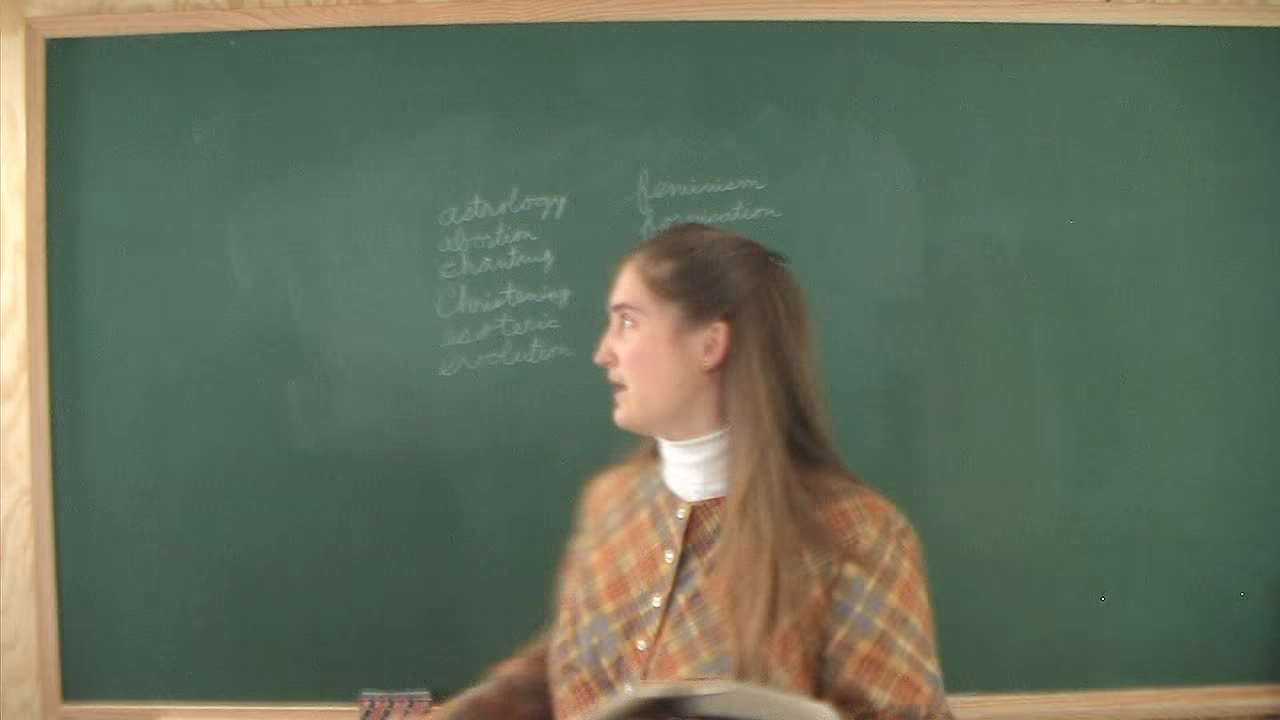 astrology
abortion
chanting
Christening
esoteric
evolution
feminism